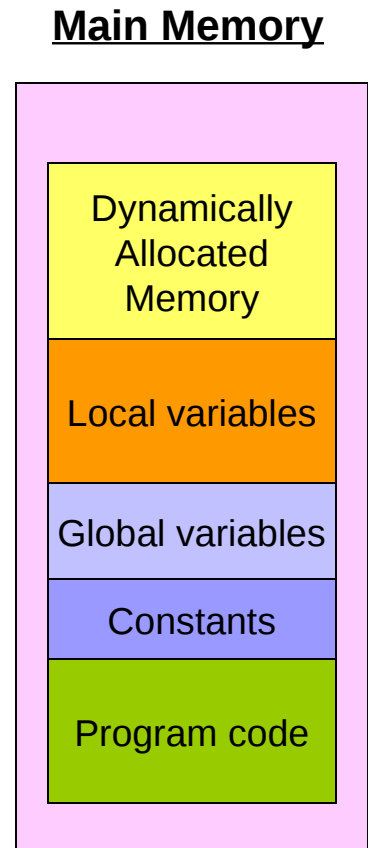 Main Memory
Dynamically
Allocated
Memory
Local variables
Global variables
Constants
Program code